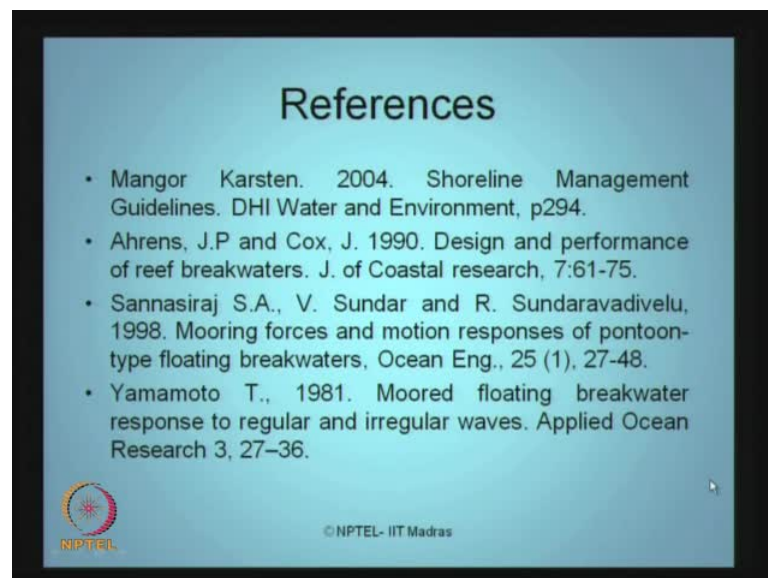 References
• Mangor Karsten. 2004. Shoreline Management
Guidelines. DHI Water and Environment, p294.
• Ahrens, J.P and Cox, J. 1990. Design and performance
of reef breakwaters. J. of Coastal research, 7:61-75.
• Sannasiraj S.A., V. Sundar and R. Sundaravadivelu,
1998. Mooring forces and motion responses of pontoon-
type floating breakwaters, Ocean Eng., 25 (1), 27-48.
• Yamamoto T., 1981. Moored floating breakwater
response to regular and irregular waves. Applied Ocean
Research 3, 27–36.
NPTEL
© NPTEL- IIT Madras